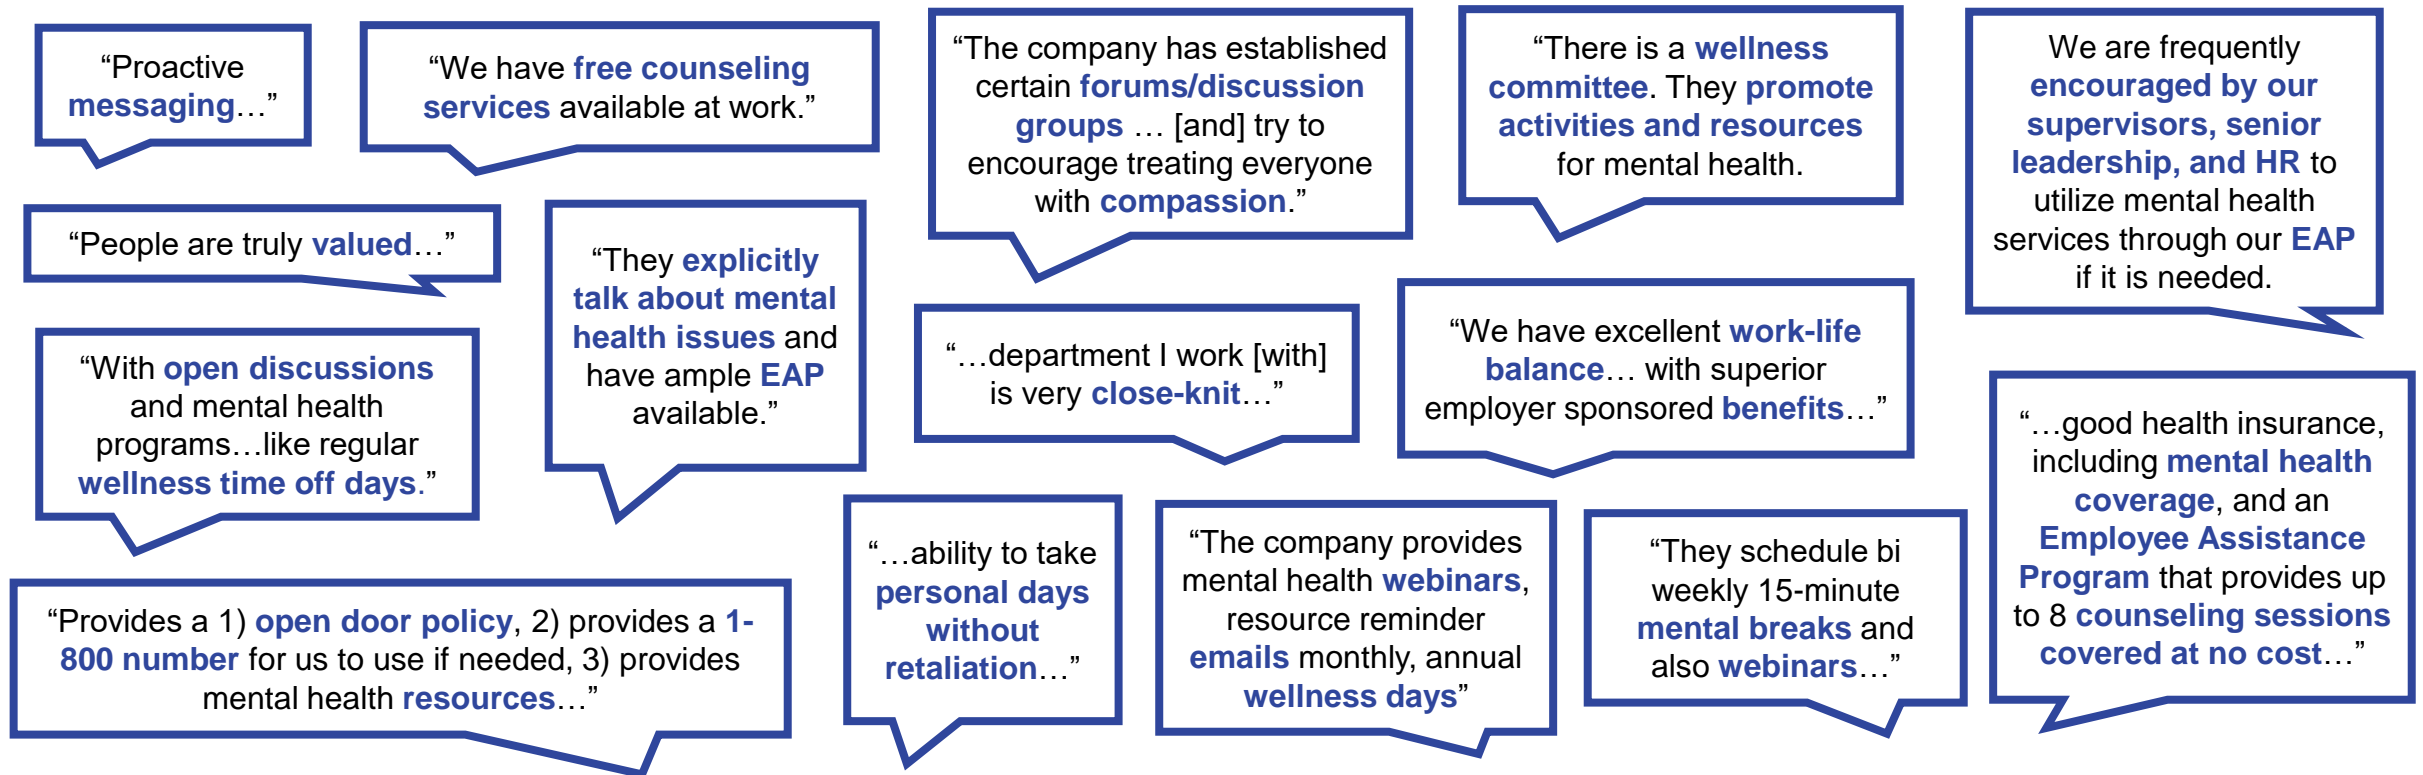 “Proactive
messaging…”
“We have free counseling
services available at work.”
“The company has established
certain forums/discussion
groups … [and] try to
encourage treating everyone
with compassion.”
“There is a wellness
committee. They promote
activities and resources
for mental health.
We are frequently
encouraged by our
supervisors, senior
leadership, and HR to
utilize mental health
services through our EAP
if it is needed.
“People are truly valued…”
“They explicitly
talk about mental
health issues and
have ample EAP
available.”
“…department I work [with]
is very close-knit…”
“We have excellent work-life
balance… with superior
employer sponsored benefits…”
“With open discussions
and mental health
programs…like regular
wellness time off days.”
“…good health insurance,
including mental health
coverage, and an
Employee Assistance
Program that provides up
to 8 counseling sessions
covered at no cost…”
“Provides a 1) open door policy, 2) provides a 1-
800 number for us to use if needed, 3) provides
mental health resources…”
“…ability to take
personal days
without
retaliation…”
“The company provides
mental health webinars,
resource reminder
emails monthly, annual
wellness days”
“They schedule bi
weekly 15-minute
mental breaks and
also webinars…”